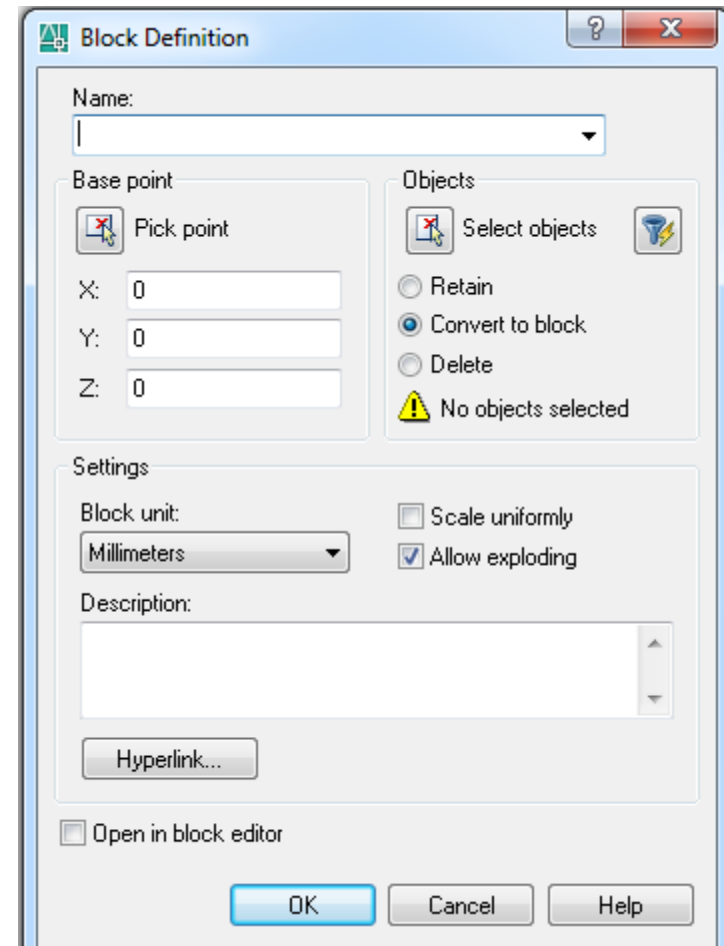 Block Definition
?
Name:
Base point
Pick point
X: 0
Y: 0
Z: 0
Objects
Select objects
Retain
Convert to block
Delete
No objects selected
Settings
Block unit:
Millimeters
Scale uniformly
Allow exploding
Description:
Hyperlink...
Open in block editor
OK Cancel Help